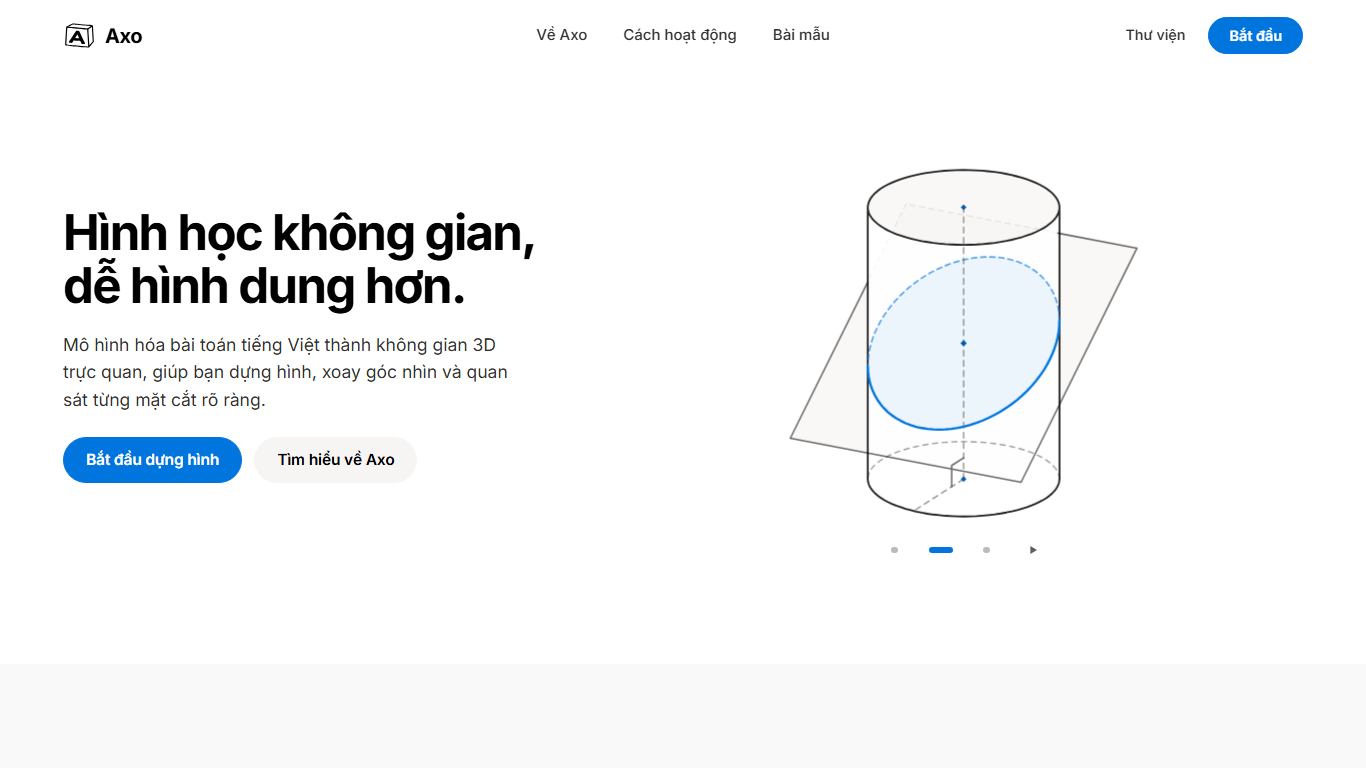 Axo
Về Axo
Cách hoạt động
Bài mẫu
Thư viện
Bắt đầu
Hình học không gian,
dễ hình dung hơn.
Mô hình hóa bài toán tiếng Việt thành không gian 3D
trực quan, giúp bạn dựng hình, xoay góc nhìn và quan
sát từng mặt cắt rõ ràng.
Bắt đầu dựng hình
Tìm hiểu về Axo